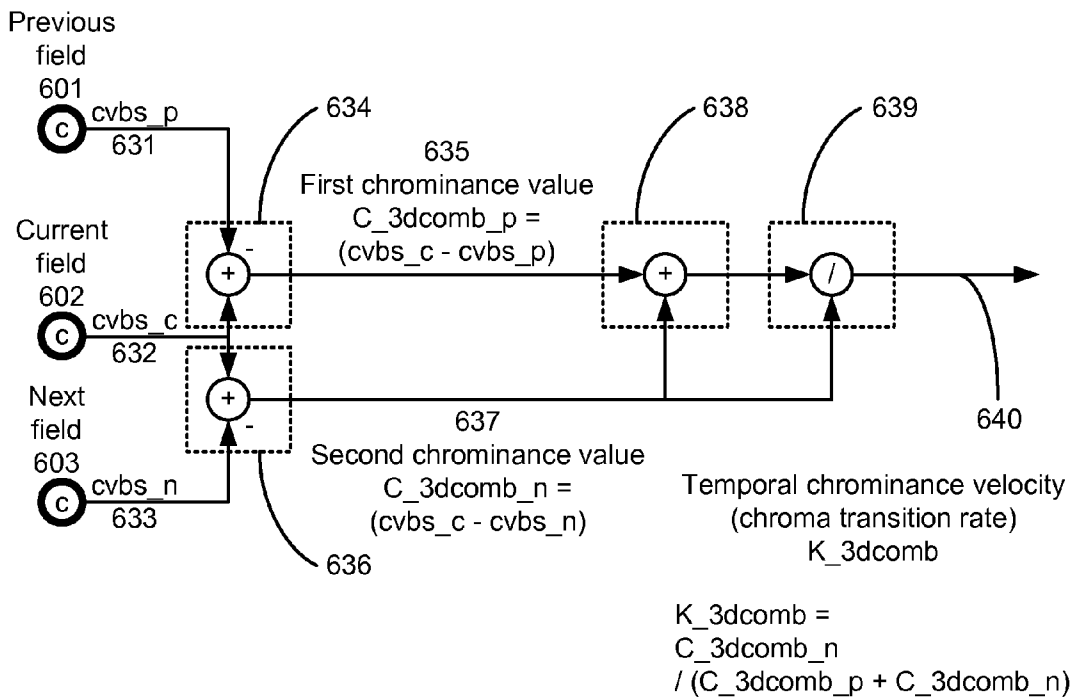 Previous
field
601
c
cvbs_p
631
634
638
639
635
First chrominance value
C_3dcomb_p =
(cvbs_c - cvbs_p)
Current
field
602
c
cvbs_c
632
-
+
+
/
Next
field
603
c
cvbs_n
633
+
-
637
Second chrominance value
C_3dcomb_n =
(cvbs_c - cvbs_n)
636
640
Temporal chrominance velocity
(chroma transition rate)
K_3dcomb
K_3dcomb =
C_3dcomb_n
/ (C_3dcomb_p + C_3dcomb_n)